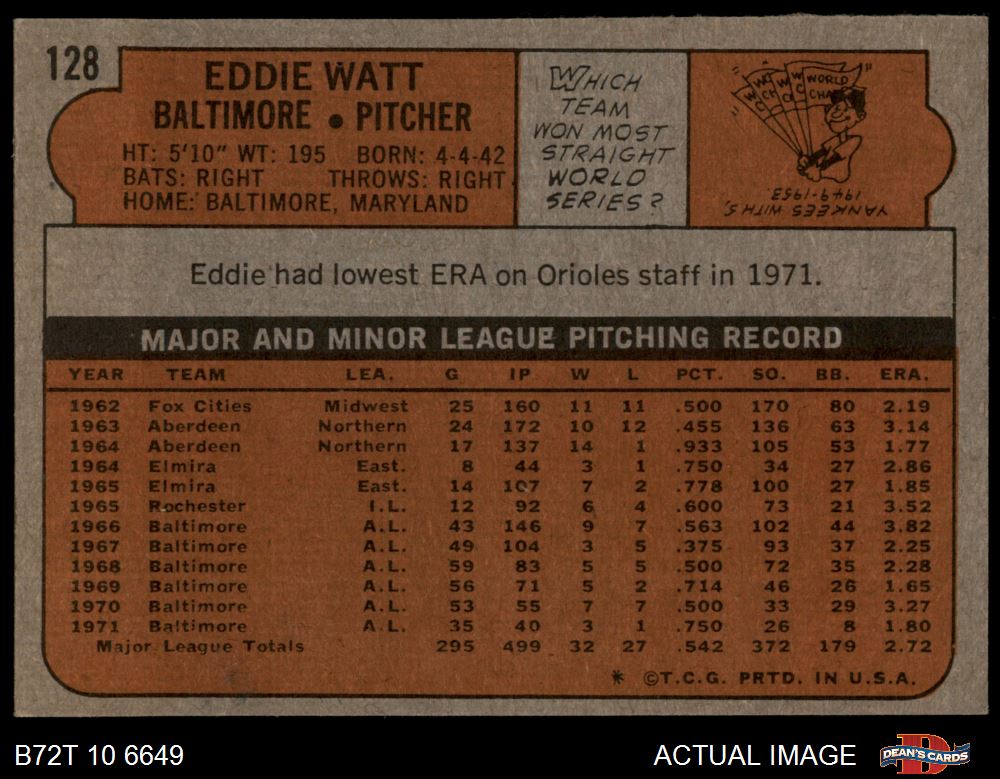 128
EDDIE WATT
BALTIMORE • PITCHER
HT: 5'10" WT: 195 BORN: 4-4-42
BATS: RIGHT THROWS: RIGHT
HOME: BALTIMORE, MARYLAND
WHICH
TEAM
WON MOST
STRAIGHT
WORLD
SERIES?
WORLD
CHA
YANKEES WITH 5,
1949-1953.
Eddie had lowest ERA on Orioles staff in 1971.
MAJOR AND MINOR LEAGUE PITCHING RECORD
YEAR TEAM LEA. G IP W L PCT. SO. BB. ERA.
1962 Fox Cities Midwest 25 160 11 11 .500 170 80 2.19
1963 Aberdeen Northern 24 172 10 12 .455 136 63 3.14
1964 Aberdeen Northern 17 137 14 1 .933 105 53 1.77
1964 Elmira East. 8 44 3 1 .750 34 27 2.86
1965 Elmira East. 14 107 7 2 .778 100 27 1.85
1965 Rochester I.L. 12 92 6 4 .600 73 21 3.52
1966 Baltimore A.L. 43 146 9 7 .563 102 44 3.82
1967 Baltimore A.L. 49 104 3 5 .375 93 37 2.25
1968 Baltimore A.L. 59 83 5 5 .500 72 35 2.28
1969 Baltimore A.L. 56 71 5 2 .714 46 26 1.65
1970 Baltimore A.L. 53 55 7 7 .500 33 29 3.27
1971 Baltimore A.L. 35 40 3 1 .750 26 8 1.80
Major League Totals 295 499 32 27 .542 372 179 2.72
* ©T.C.G. PRTD. IN U.S.A.
B72T 10 6649 ACTUAL IMAGE DEAN'S CARDS